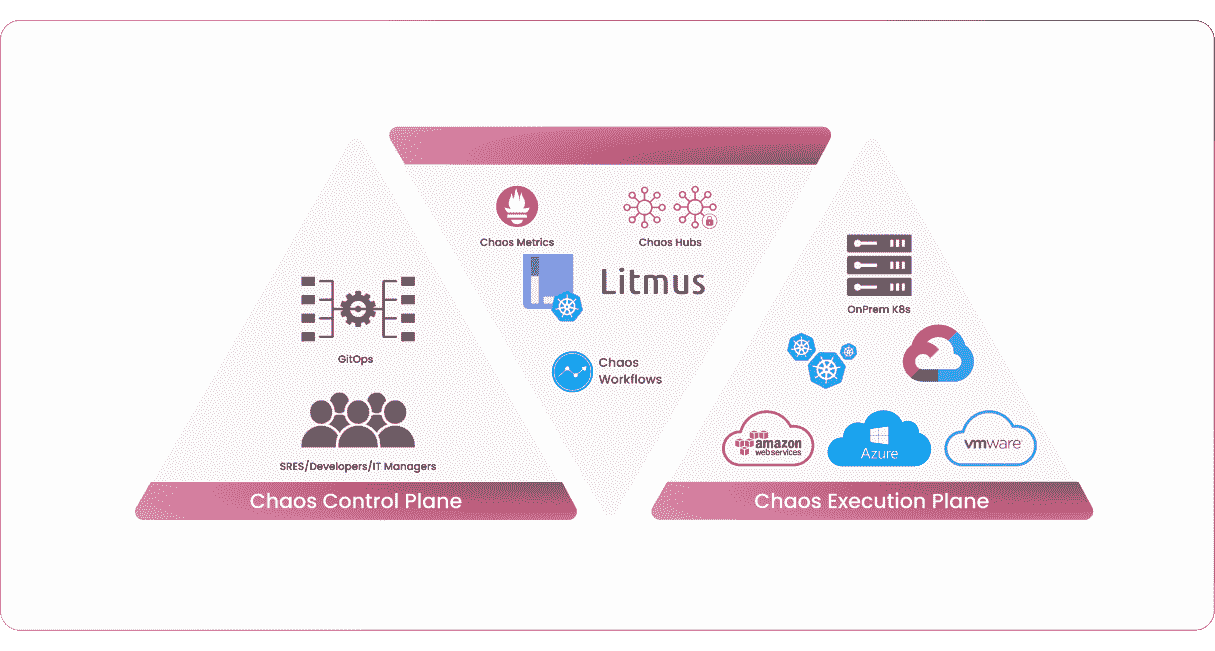 Chaos Metrics
Chaos Hubs
Litmus
Chaos
Workflows
GitOps
SRES/Developers/IT Managers
Chaos Control Plane
OnPrem K8s
amazon
webservices
Azure
vmware
Chaos Execution Plane